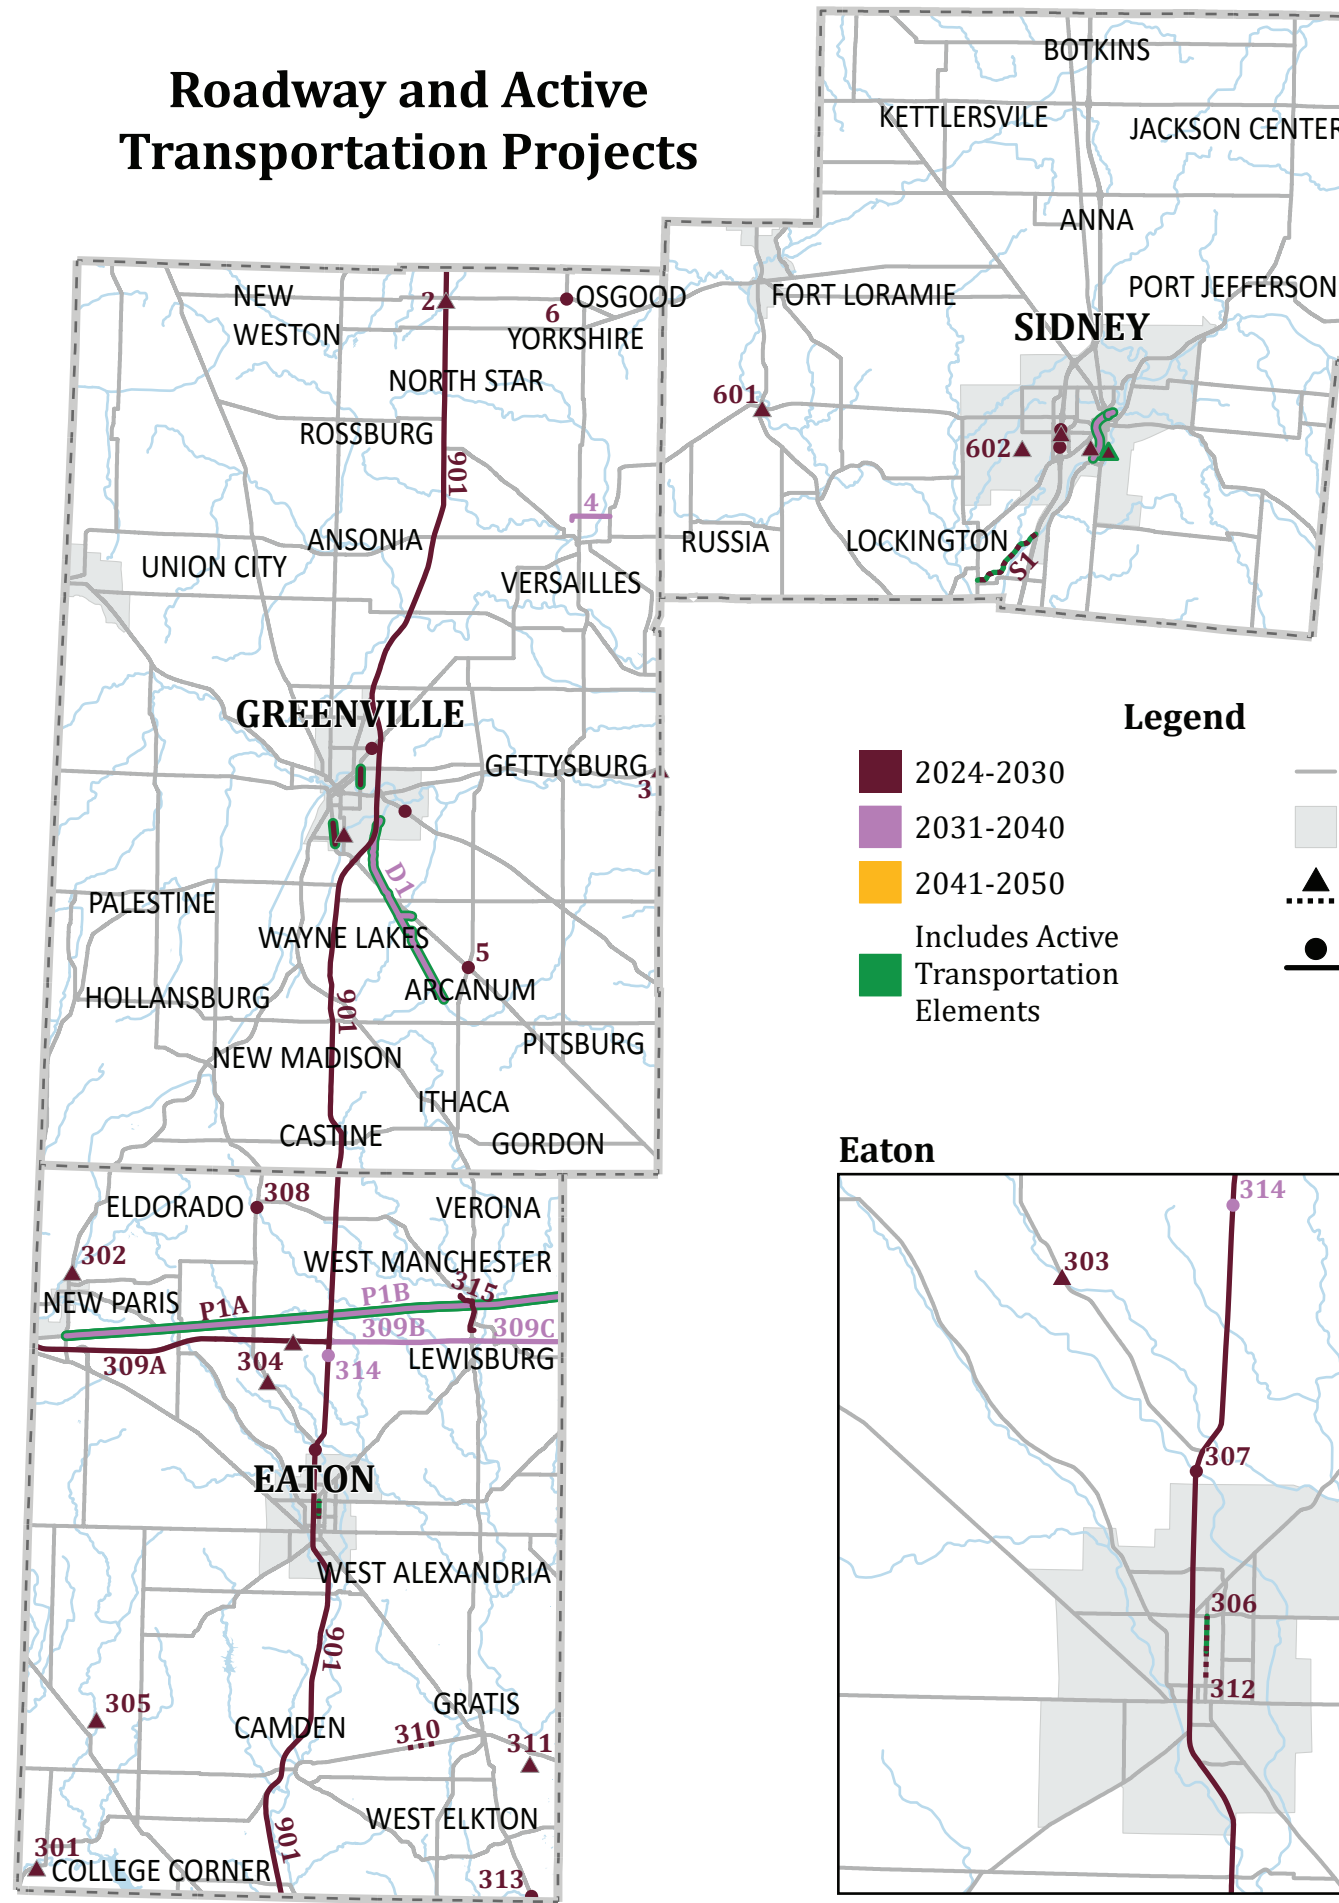 Roadway and Active
Transportation Projects
BOTKINS
KETTLERSVILE
JACKSON CENTER
ANNA
PORT JEFFERSON
FORT LORAMIE
SIDNEY
601
602
RUSSIA
LOCKINGTON
S1
NEW
WESTON
2
6
OSGOOD
YORKSHIRE
NORTH STAR
ROSSBURG
901
4
ANSONIA
UNION CITY
VERSAILLES
GREENVILLE
GETTYSBURG
3
D1
PALESTINE
WAYNE LAKES
5
ARCANUM
HOLLANSBURG
901
PITSBURG
NEW MADISON
ITHACA
CASTINE
GORDON
ELDORADO
308
VERONA
302
WEST MANCHESTER
NEW PARIS
P1A
P1B
315
309B
309C
309A
304
314
LEWISBURG
EATON
WEST ALEXANDRIA
901
305
GRATIS
CAMDEN
310
311
WEST ELKTON
901
301
COLLEGE CORNER
313
Legend
2024-2030
2031-2040
2041-2050
Includes Active
Transportation
Elements
Eaton
314
303
307
306
312